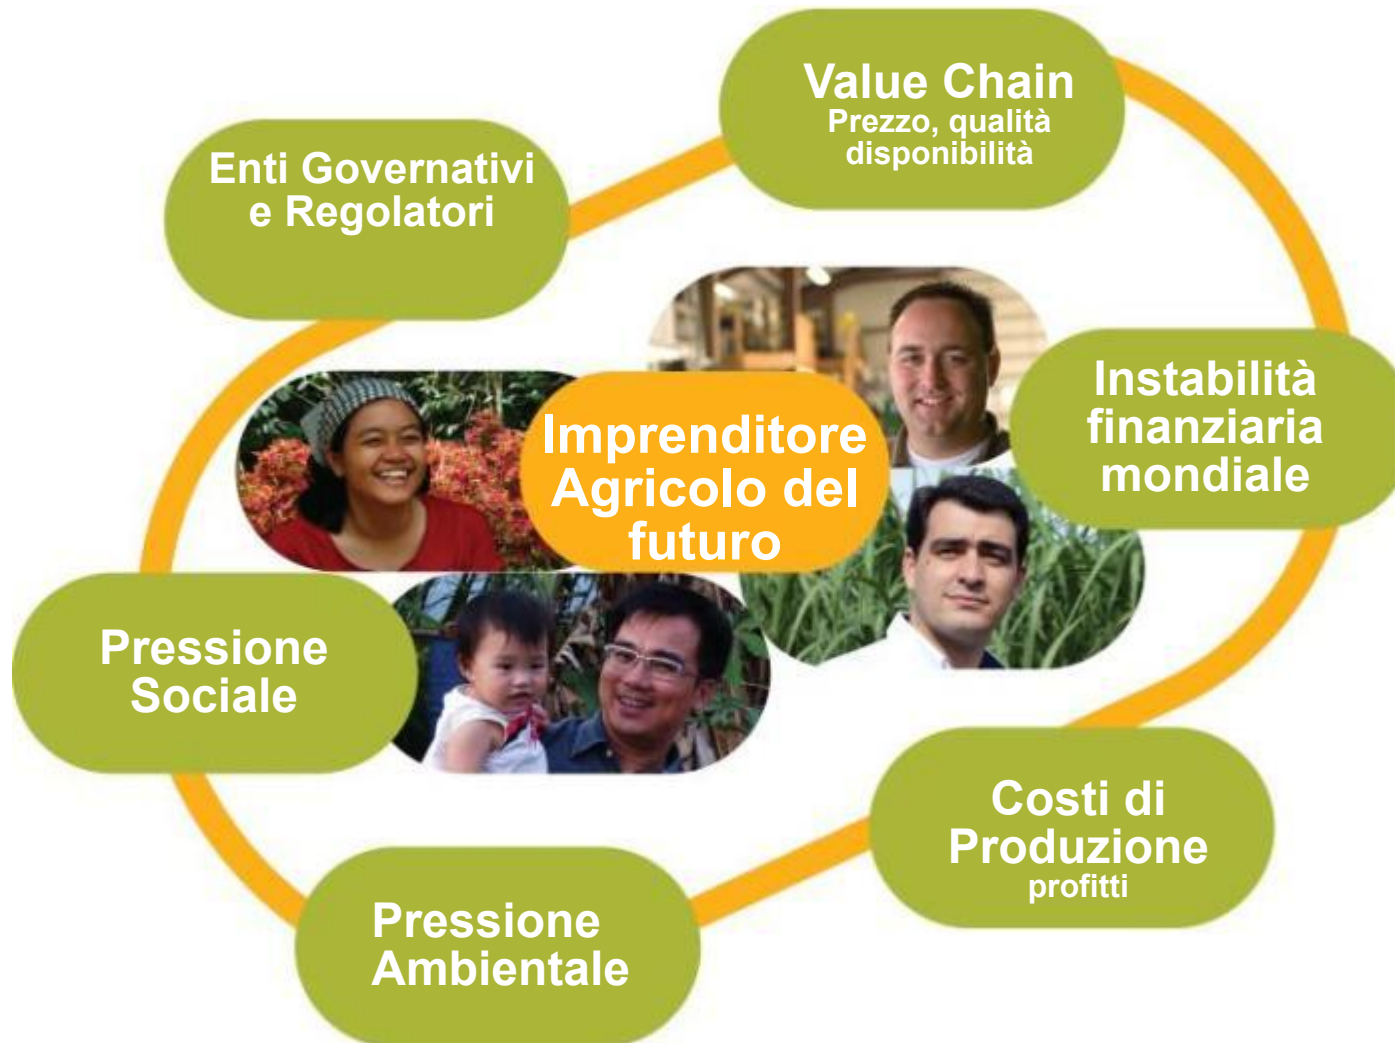 Value Chain
Prezzo, qualità
disponibilità
Enti Governativi
e Regolatori
Instabilità
finanziaria
mondiale
Imprenditore
Agricolo del
futuro
Pressione
Sociale
Costi di
Produzione
profitti
Pressione
Ambientale